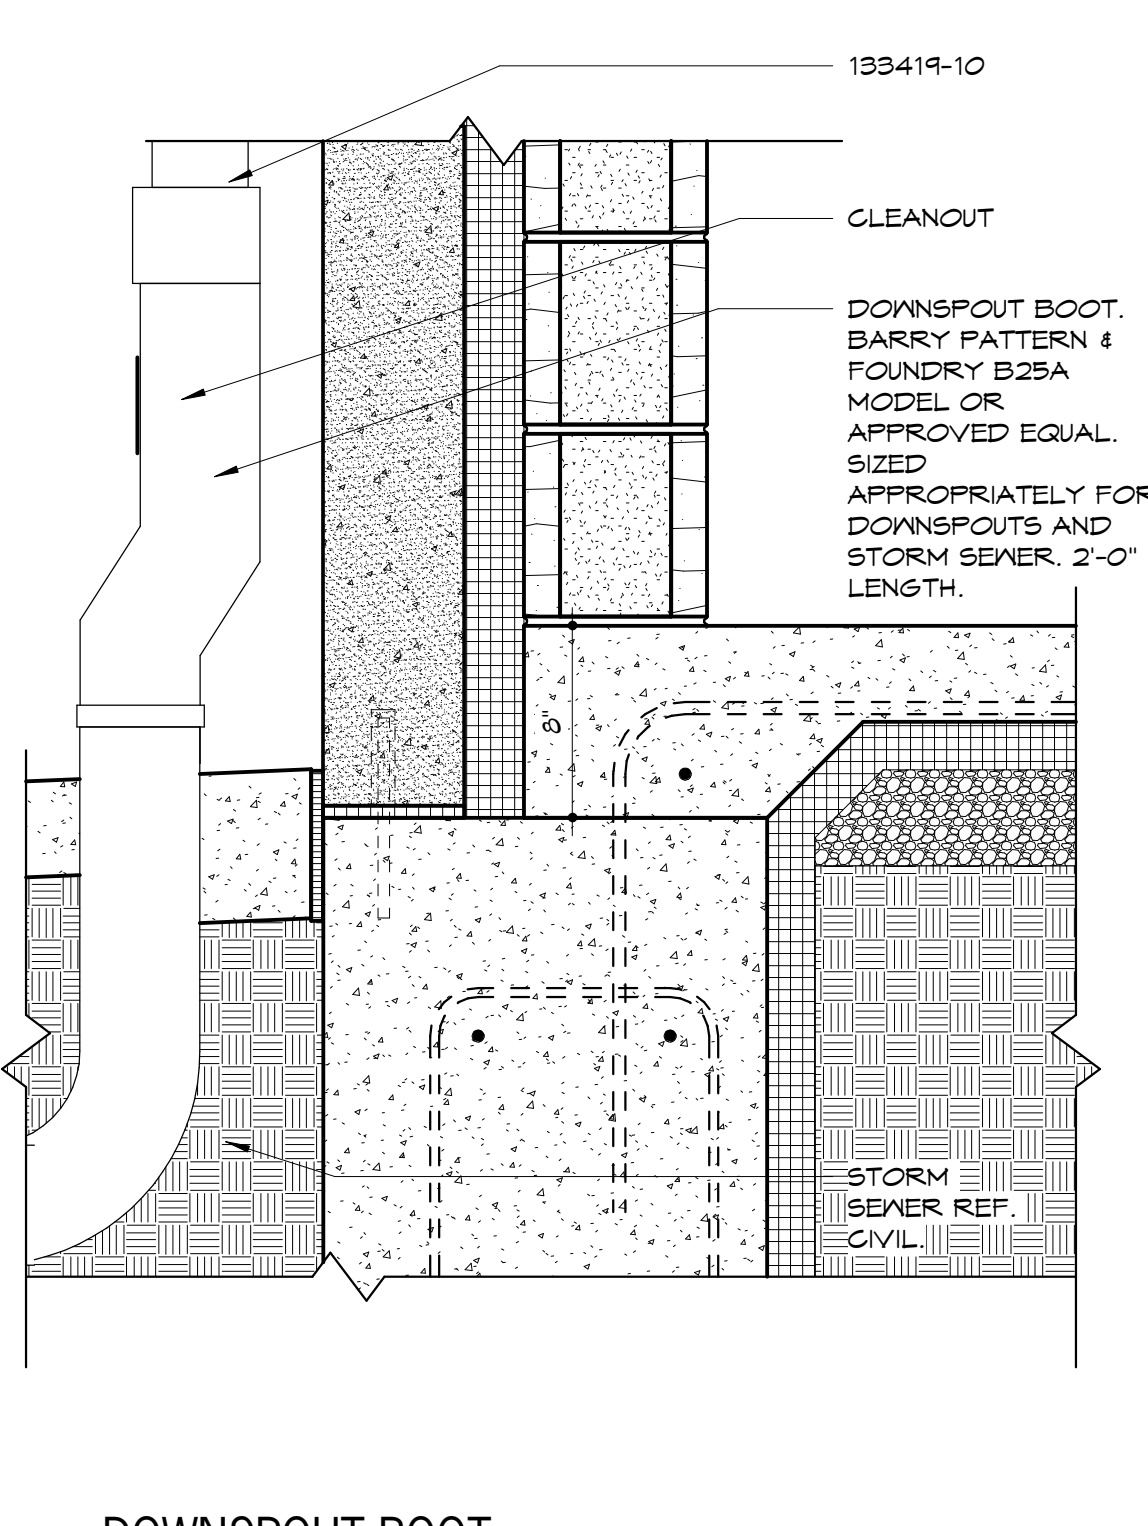 133419-10
CLEANOUT
DOWNSPOUT BOOT.
BARRY PATTERN &
FOUNDRY B25A
MODEL OR
APPROVED EQUAL.
SIZED
APPROPRIATELY FOR
DOWNSPOUTS AND
STORM SEWER. 2'-0"
LENGTH.
8"
STORM
SEWER REF.
CIVIL.
DOWNSPOUT BOOT